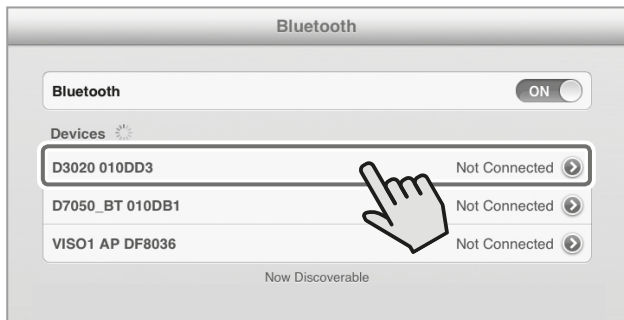 Bluetooth
Bluetooth ON
Devices
D3020 010DD3 Not Connected
D7050_BT 010DB1 Not Connected
VISO1 AP DF8036 Not Connected
Now Discoverable